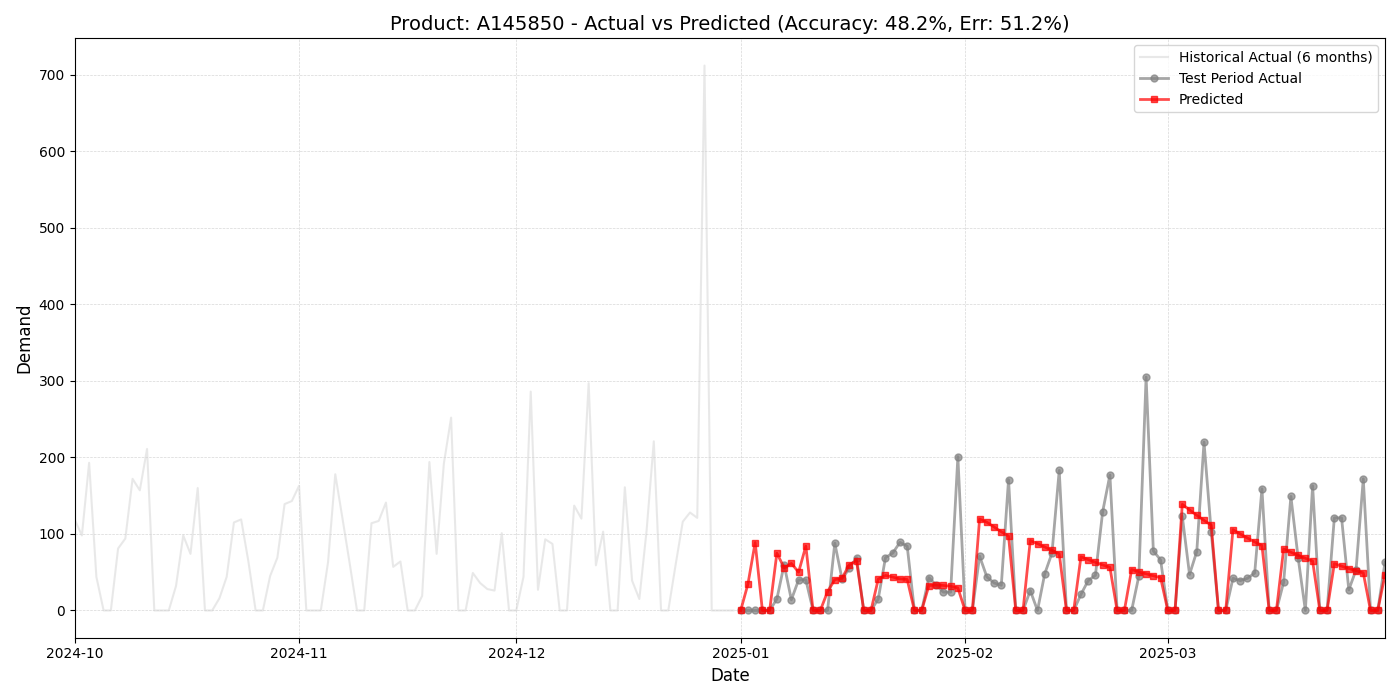 Product: A145850 - Actual vs Predicted (Accuracy: 48.2%, Err: 51.2%)
Historical Actual (6 months)
Test Period Actual
Predicted
700
600
500
400
300
200
100
0
Demand
2024-10
2024-11
2024-12
2025-01
2025-02
2025-03
Date